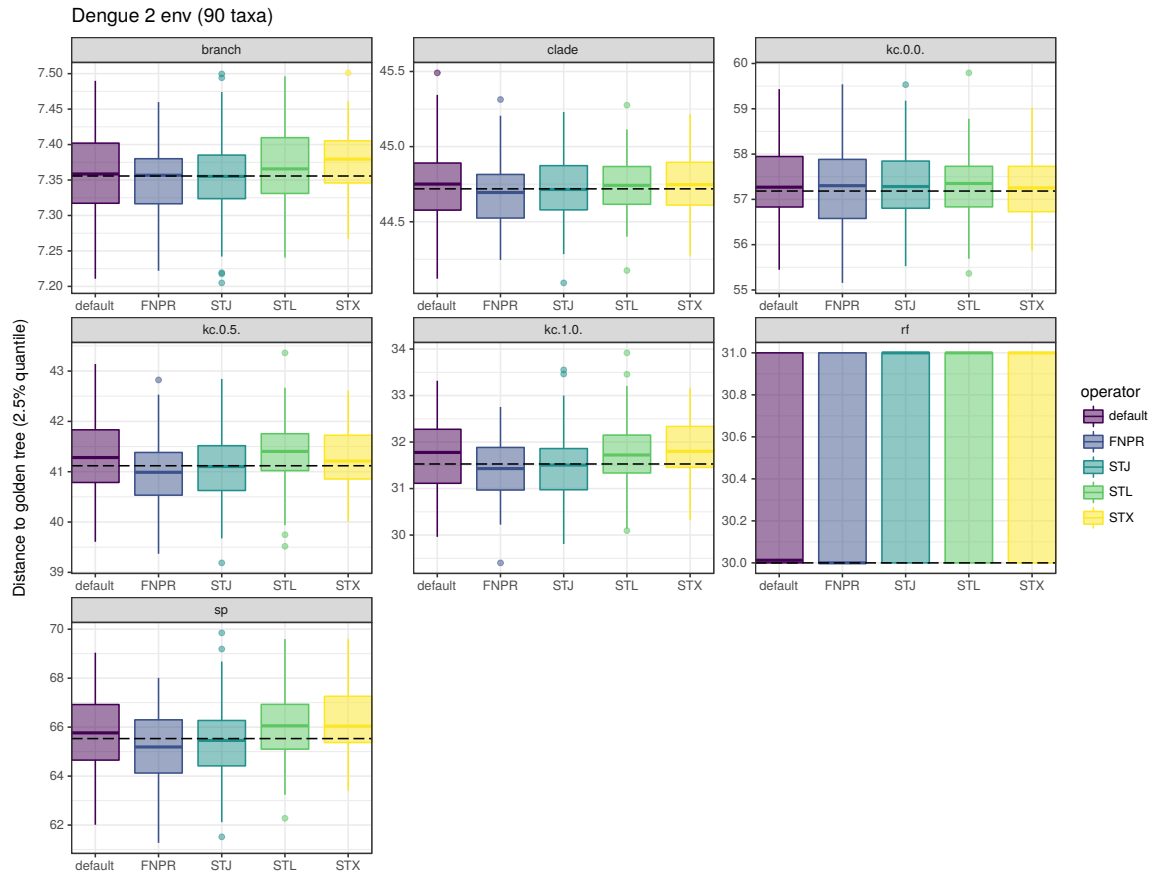 Dengue 2 env (90 taxa)
branch
clade
kc.0.0.
7.50
7.45
7.40
7.35
7.30
7.25
7.20
45.5
45.0
44.5
60
59
58
57
56
55
default FNPR STJ STL STX
default FNPR STJ STL STX
default FNPR STJ STL STX
kc.0.5.
kc.1.0.
rf
43
42
41
40
39
34
33
32
31
30
31.0
30.8
30.6
30.4
30.2
30.0
default FNPR STJ STL STX
default FNPR STJ STL STX
default FNPR STJ STL STX
sp
70
68
66
64
62
default FNPR STJ STL STX
Distance to golden tree (2.5% quantile)
operator
default
FNPR
STJ
STL
STX